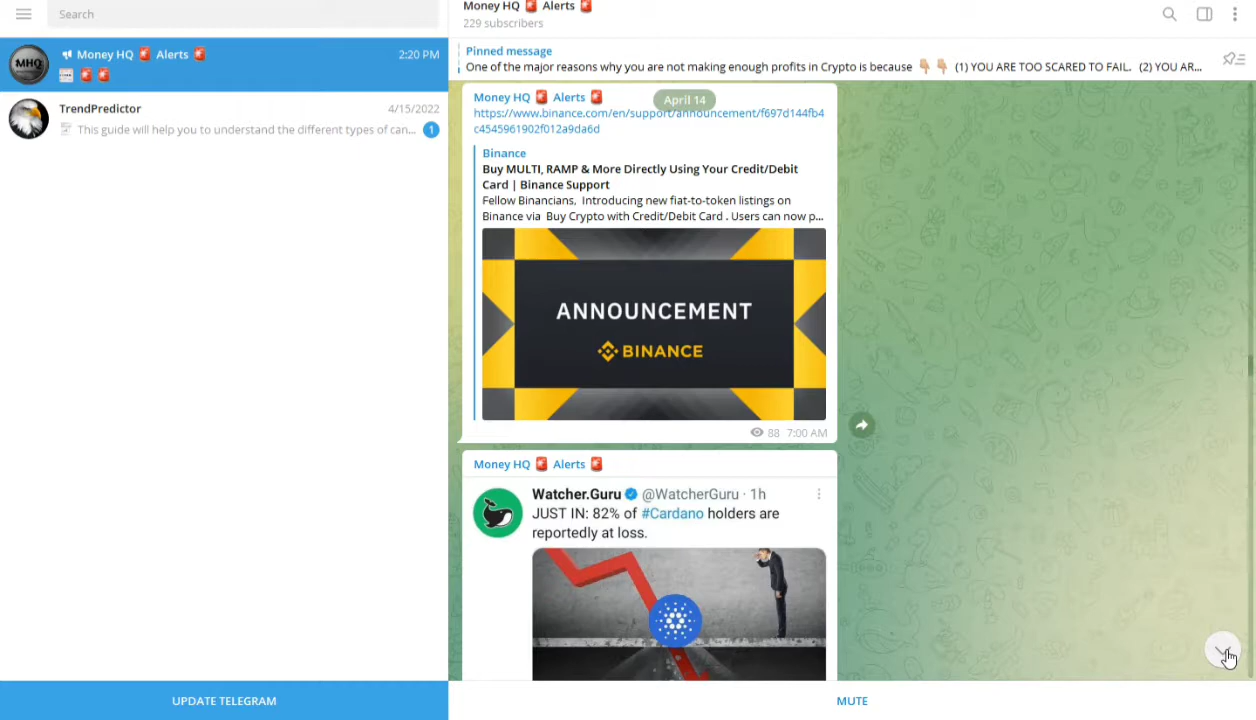 Search
Money HQ 🚨 Alerts 🚨 2:20 PM
🚨 🚨
TrendPredictor 4/15/2022
This guide will help you to understand the different types of can... 1
UPDATE TELEGRAM
Money HQ 🚨 Alerts 🚨
229 subscribers
Pinned message
One of the major reasons why you are not making enough profits in Crypto is because 👇🏼 👇🏼 (1) YOU ARE TOO SCARED TO FAIL. (2) YOU AR...
April 14
Money HQ 🚨 Alerts 🚨
https://www.binance.com/en/support/announcement/f697d144fb4
c4545961902f012a9da6d
Binance
Buy MULTI, RAMP & More Directly Using Your Credit/Debit
Card | Binance Support
Fellow Binancians, Introducing new fiat-to-token listings on
Binance via Buy Crypto with Credit/Debit Card . Users can now p...
ANNOUNCEMENT
BINANCE
88 7:00 AM
Money HQ 🚨 Alerts 🚨
Watcher.Guru @WatcherGuru · 1h
JUST IN: 82% of #Cardano holders are
reportedly at loss.
MUTE
MHQ